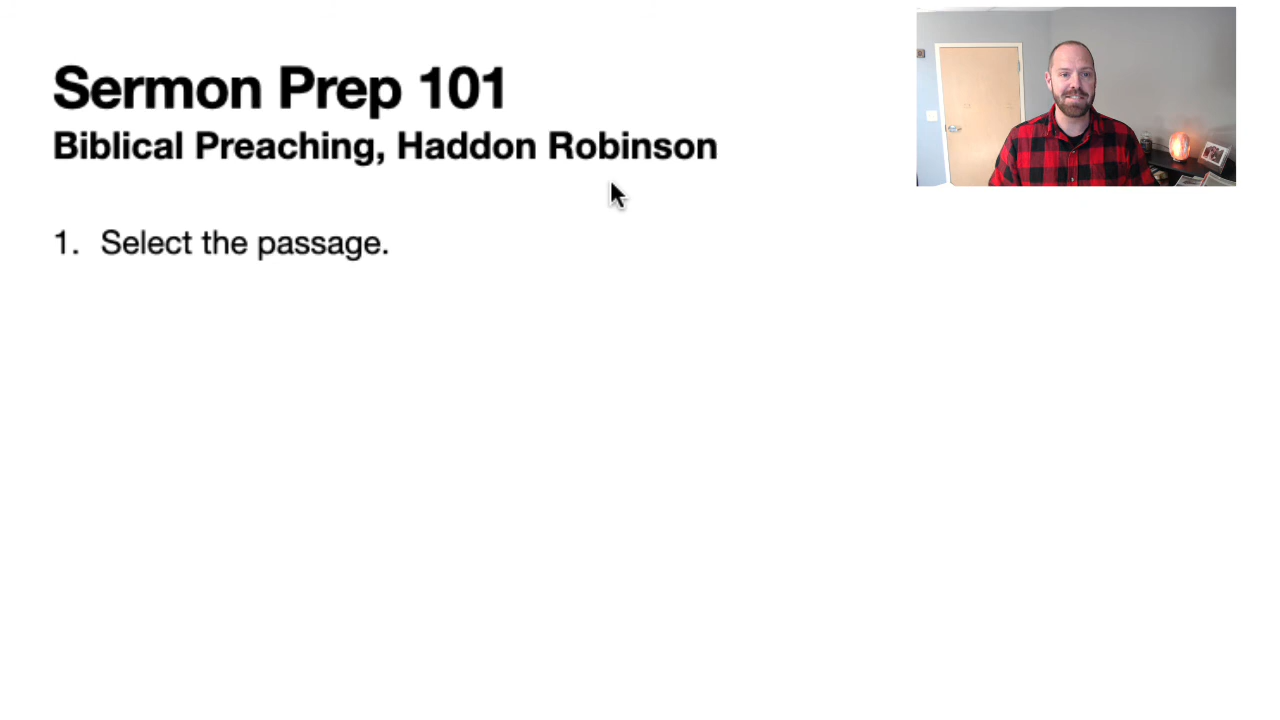 Sermon Prep 101
Biblical Preaching, Haddon Robinson
1. Select the passage.